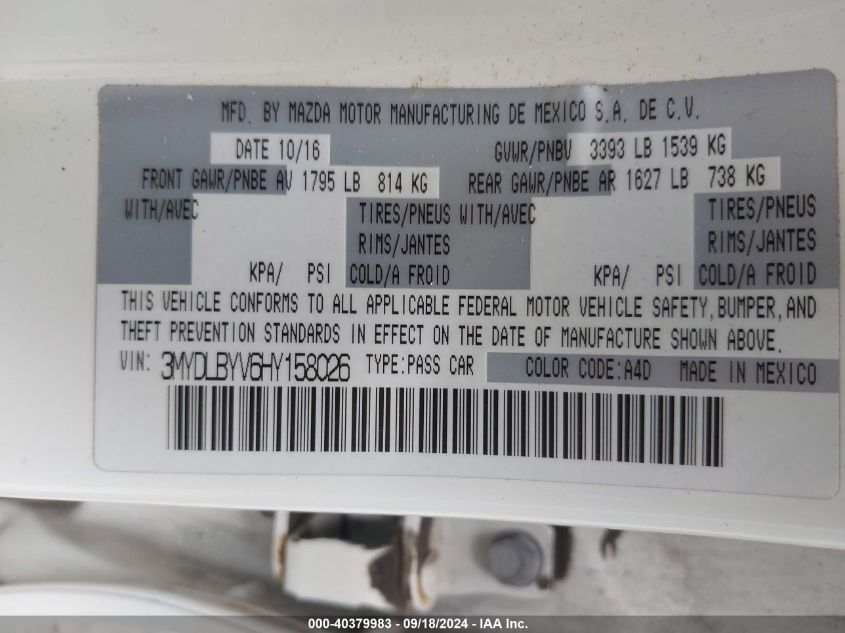 MFD. BY MAZDA MOTOR MANUFACTURING DE MEXICO S.A. DE C.V.
DATE 10/16 GVWR/PNBV 3393 LB 1539 KG
FRONT GAWR/PNBE AV 1795 LB 814 KG REAR GAWR/PNBE AR 1627 LB 738 KG
WITH/AVEC TIRES/PNEUS WITH/AVEC TIRES/PNEUS
RIMS/JANTES RIMS/JANTES
KPA/ PSI COLD/A FROID KPA/ PSI COLD/A FROID
THIS VEHICLE CONFORMS TO ALL APPLICABLE FEDERAL MOTOR VEHICLE SAFETY,BUMPER,AND
THEFT PREVENTION STANDARDS IN EFFECT ON THE DATE OF MANUFACTURE SHOWN ABOVE.
VIN: 3MYDLBYV6HY158026 TYPE:PASS CAR COLOR CODE:A4D MADE IN MEXICO
000-40379983 - 09/18/2024 - IAA Inc.